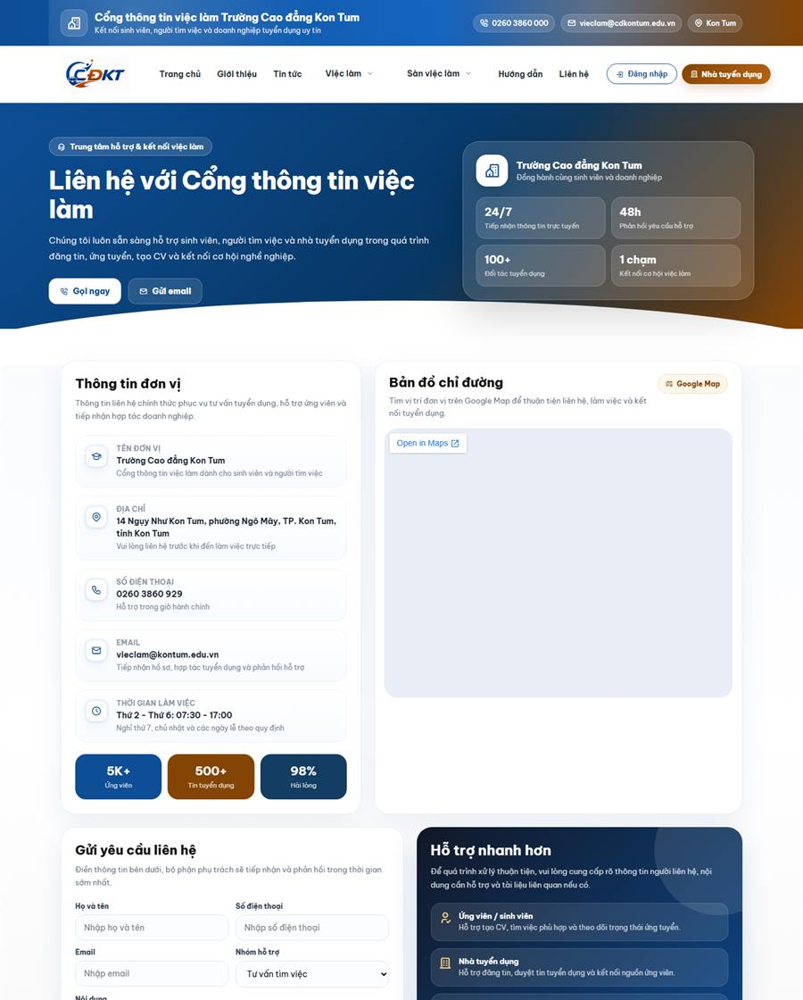 Cổng thông tin việc làm Trường Cao đẳng Kon Tum
Kết nối sinh viên, người tìm việc và doanh nghiệp tuyển dụng uy tín
0260 3860 000
vieclam@cdkontum.edu.vn
Kon Tum
CĐKT
Trang chủ
Giới thiệu
Tin tức
Việc làm
Sàn việc làm
Hướng dẫn
Liên hệ
Đăng nhập
Nhà tuyển dụng
Trung tâm hỗ trợ & kết nối việc làm
Liên hệ với Cổng thông tin việc
làm
Chúng tôi luôn sẵn sàng hỗ trợ sinh viên, người tìm việc và nhà tuyển dụng trong quá trình
đăng tin, ứng tuyển, tạo CV và kết nối cơ hội nghề nghiệp.
Gọi ngay
Gửi email
Trường Cao đẳng Kon Tum
Đồng hành cùng sinh viên và doanh nghiệp
24/7
Tiếp nhận thông tin trực tuyến
48h
Phản hồi yêu cầu hỗ trợ
100+
Đối tác tuyển dụng
1 chạm
Kết nối cơ hội việc làm
Thông tin đơn vị
Thông tin liên hệ chính thức phục vụ tư vấn tuyển dụng, hỗ trợ ứng viên và
tiếp nhận hợp tác doanh nghiệp.
TÊN ĐƠN VỊ
Trường Cao đẳng Kon Tum
Cổng thông tin việc làm dành cho sinh viên và người tìm việc
ĐỊA CHỈ
14 Ngụy Như Kon Tum, phường Ngô Mây, TP. Kon Tum,
tỉnh Kon Tum
Vui lòng liên hệ trước khi đến làm việc trực tiếp
SỐ ĐIỆN THOẠI
0260 3860 929
Hỗ trợ trong giờ hành chính
EMAIL
vieclam@kontum.edu.vn
Tiếp nhận hồ sơ, hợp tác tuyển dụng và phản hồi hỗ trợ
THỜI GIAN LÀM VIỆC
Thứ 2 - Thứ 6: 07:30 - 17:00
Nghỉ thứ 7, chủ nhật và các ngày lễ theo quy định
5K+
Ứng viên
500+
Tin tuyển dụng
98%
Hài lòng
Bản đồ chỉ đường
Tìm vị trí đơn vị trên Google Map để thuận tiện liên hệ, làm việc và kết
nối tuyển dụng.
Google Map
Open in Maps
Gửi yêu cầu liên hệ
Điền thông tin bên dưới, bộ phận phụ trách sẽ tiếp nhận và phản hồi trong thời gian
sớm nhất.
Họ và tên
Số điện thoại
Nhập họ và tên
Nhập số điện thoại
Email
Nhóm hỗ trợ
Nhập email
Tư vấn tìm việc
Nội dung
Hỗ trợ nhanh hơn
Để quá trình xử lý thuận tiện, vui lòng cung cấp rõ thông tin người liên hệ, nội
dung cần hỗ trợ và tài liệu liên quan nếu có.
Ứng viên / sinh viên
Hỗ trợ tạo CV, tìm việc phù hợp và theo dõi trạng thái ứng tuyển.
Nhà tuyển dụng
Hỗ trợ đăng tin, duyệt tin tuyển dụng và kết nối nguồn ứng viên.